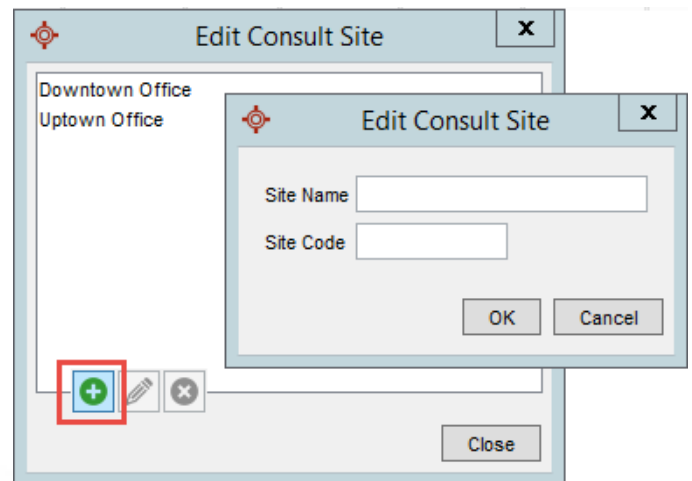 Edit Consult Site
x
Downtown Office
Uptown Office
Edit Consult Site
x
Site Name
Site Code
OK Cancel
Close